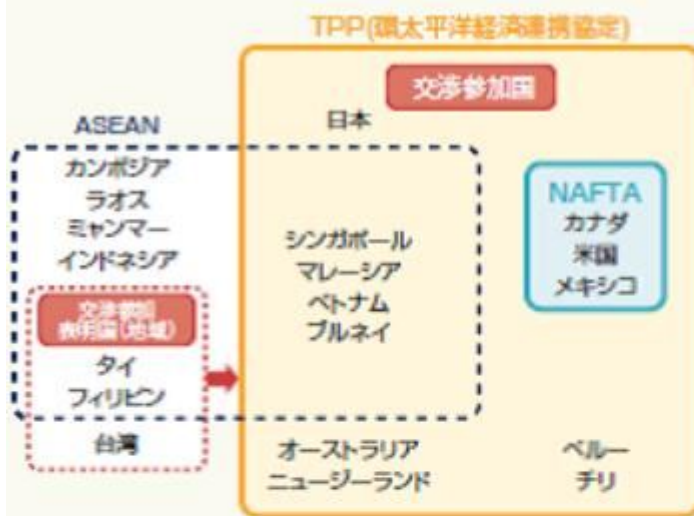 TPP(環太平洋経済連携協定)
交渉参加国
ASEAN
日本
カンボジア
ラオス
ミャンマー
インドネシア
シンガポール
マレーシア
ベトナム
ブルネイ
NAFTA
カナダ
米国
メキシコ
交渉参加
表明国(地域)
タイ
フィリピン
台湾
オーストラリア
ニュージーランド
ペルー
チリ